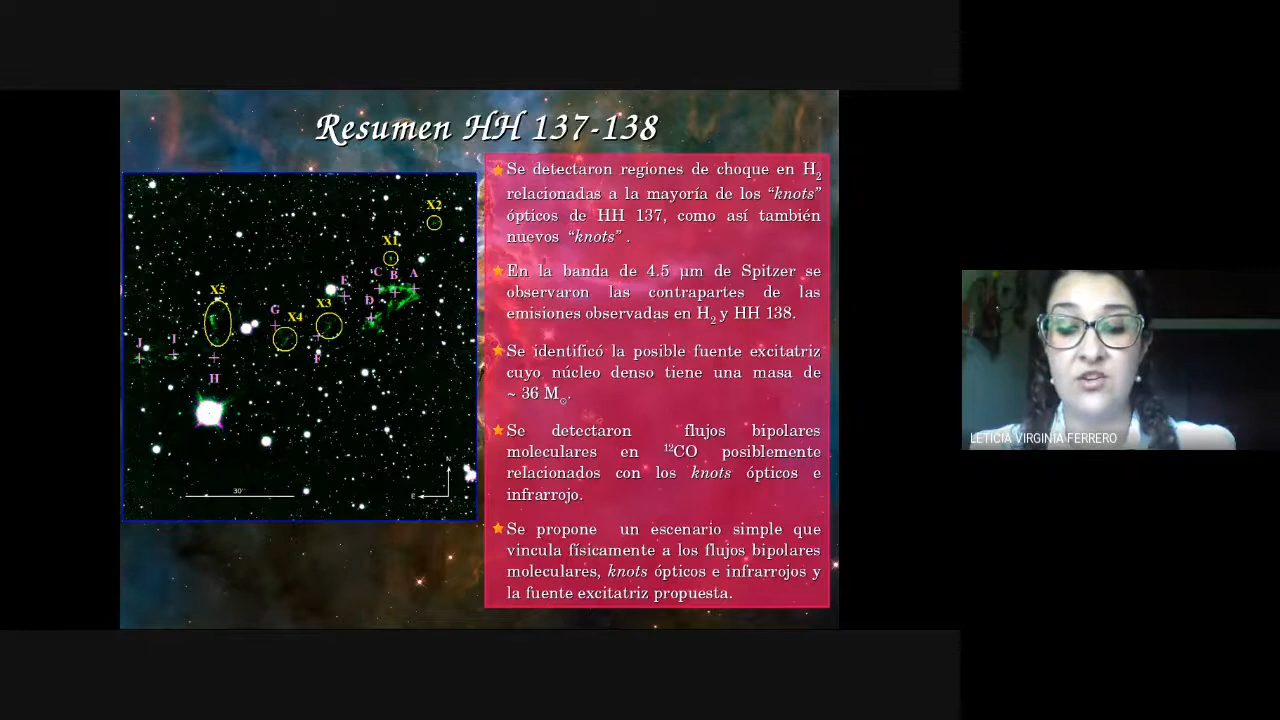 Resumen HH 137-138
X2
X1
C B A
E
D
X5
G
X4
X3
J I
F
H
30''
N
E
Se detectaron regiones de choque en H2
relacionadas a la mayoría de los “knots”
ópticos de HH 137, como así también
nuevos “knots” .
En la banda de 4.5 µm de Spitzer se
observaron las contrapartes de las
emisiones observadas en H2 y HH 138.
Se identificó la posible fuente excitatriz
cuyo núcleo denso tiene una masa de
~ 36 M⊙.
Se detectaron flujos bipolares
moleculares en ¹²CO posiblemente
relacionados con los knots ópticos e
infrarrojo.
Se propone un escenario simple que
vincula físicamente a los flujos bipolares
moleculares, knots ópticos e infrarrojos y
la fuente excitatriz propuesta.
LETICIA VIRGINIA FERRERO